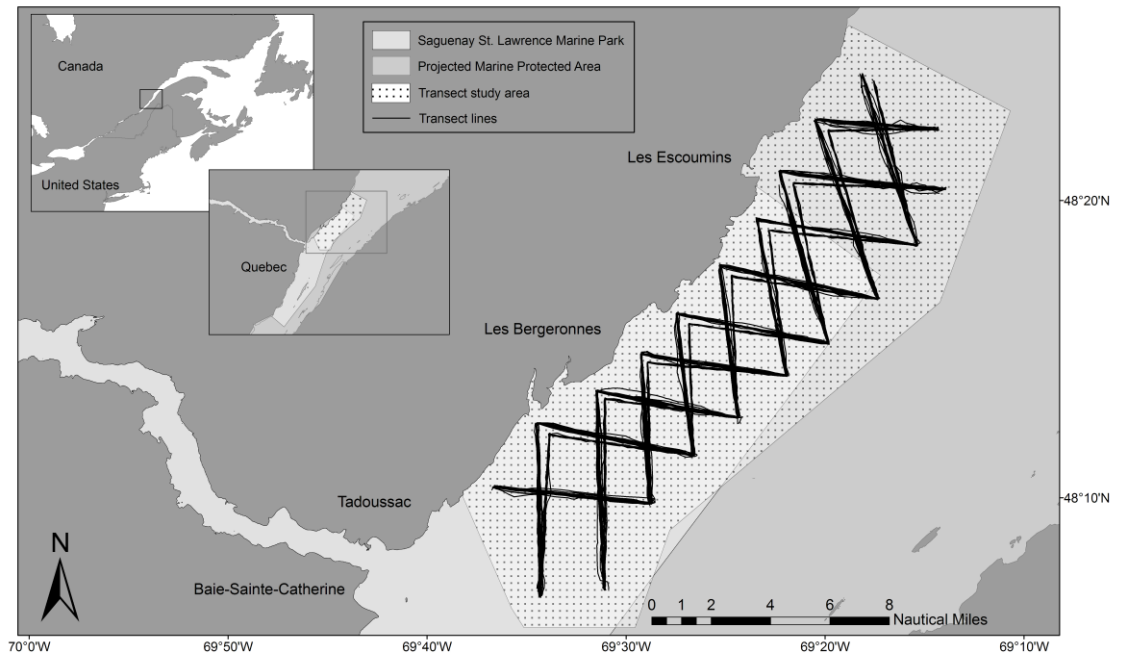 Canada
United States
Saguenay St. Lawrence Marine Park
Projected Marine Protected Area
Transect study area
Transect lines
Quebec
Les Escoumins
Les Bergeronnes
Tadoussac
Baie-Sainte-Catherine
N
48°20'N
48°10'N
0 1 2 4 6 8
Nautical Miles
70°0'W 69°50'W 69°40'W 69°30'W 69°20'W 69°10'W